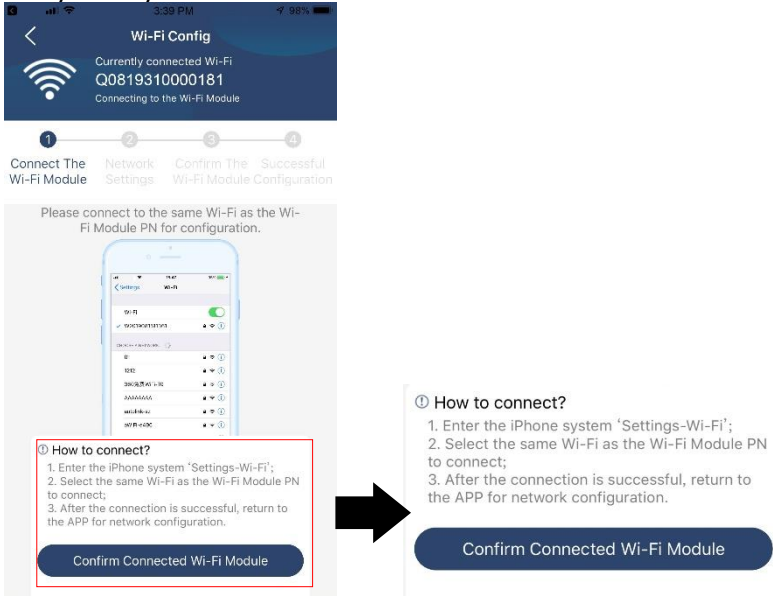 3:39 PM
98%
Wi-Fi Config
Currently connected Wi-Fi
Q0819310000181
Connecting to the Wi-Fi Module
1
2
3
4
Connect The
Wi-Fi Module
Network
Settings
Confirm The
Wi-Fi Module
Successful
Configuration
Please connect to the same Wi-Fi as the Wi-
Fi Module PN for configuration.
Settings
Wi-Fi
Wi-Fi
How to connect?
1. Enter the iPhone system ‘Settings-Wi-Fi’;
2. Select the same Wi-Fi as the Wi-Fi Module PN
to connect;
3. After the connection is successful, return to
the APP for network configuration.
Confirm Connected Wi-Fi Module
How to connect?
1. Enter the iPhone system ‘Settings-Wi-Fi’;
2. Select the same Wi-Fi as the Wi-Fi Module PN
to connect;
3. After the connection is successful, return to
the APP for network configuration.
Confirm Connected Wi-Fi Module